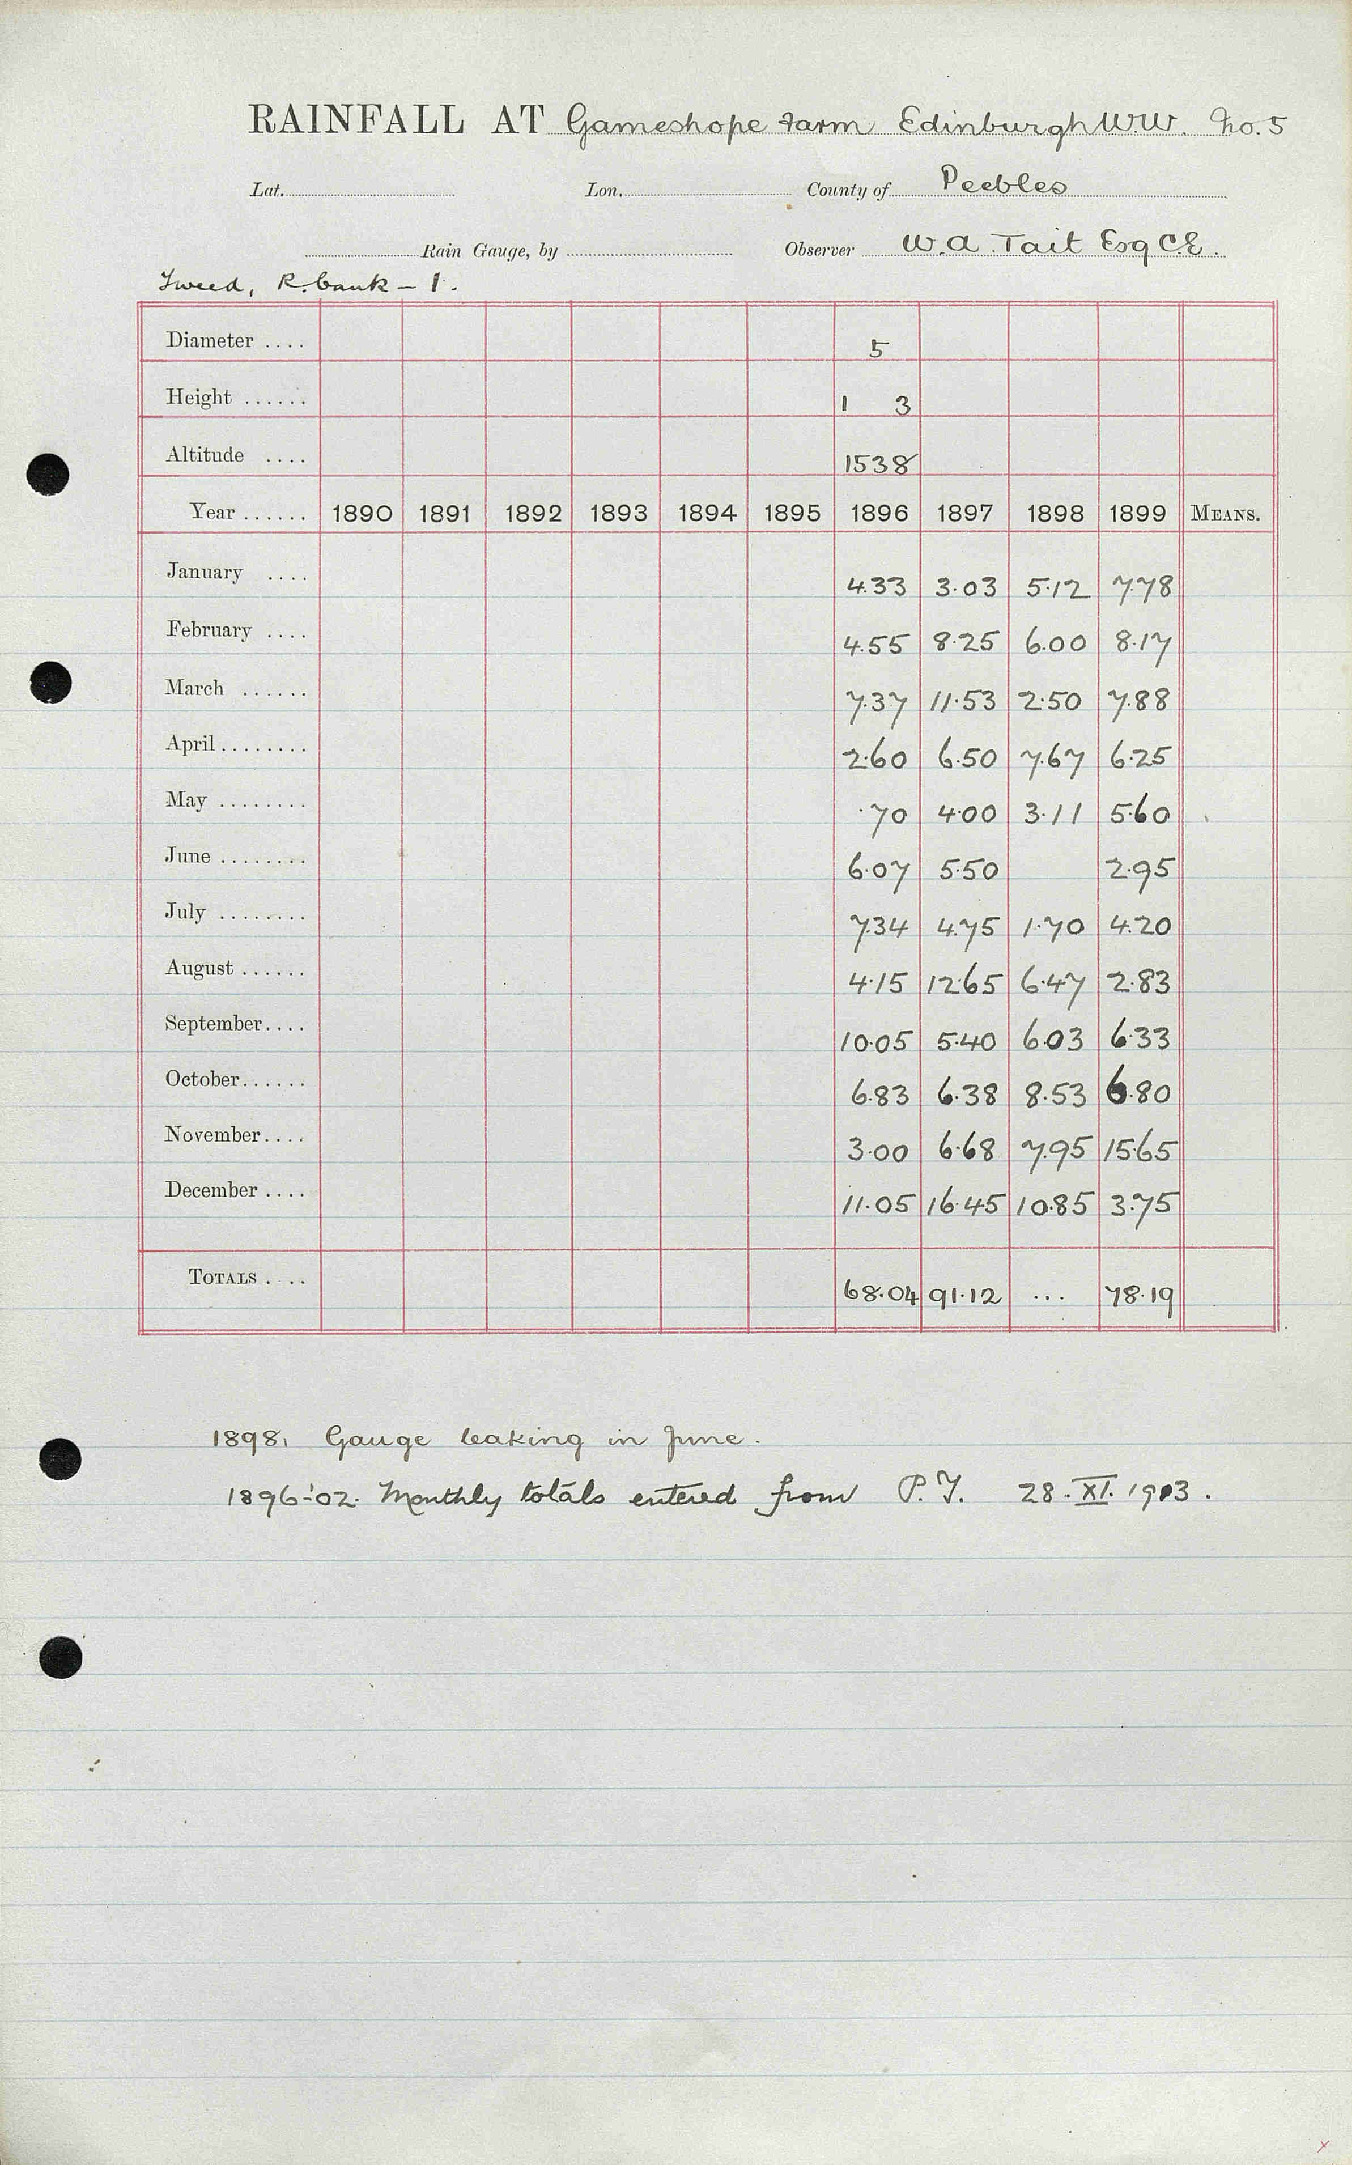 RAINFALL AT Gameshope Farm Edinburgh W.W. No. 5
Lat. Lon. County of Peebles
Rain Gauge, by Observer W.A. Tait Esq C.E.
Tweed, R. bank - 1.
Diameter .... 5
Height ...... 1 3
Altitude .... 1538
Year ...... 1890 1891 1892 1893 1894 1895 1896 1897 1898 1899 MEANS.
January .... 4.33 3.03 5.12 7.78
February .... 4.55 8.25 6.00 8.17
March ...... 7.37 11.53 2.50 7.88
April ........ 2.60 6.50 7.67 6.25
May ........ .70 4.00 3.11 5.60
June ........ 6.07 5.50 2.95
July ........ 7.34 4.75 1.70 4.20
August ...... 4.15 12.65 6.47 2.83
September.... 10.05 5.40 6.03 6.33
October...... 6.83 6.38 8.53 6.80
November.... 3.00 6.68 7.95 15.65
December .... 11.05 16.45 10.85 3.75
TOTALS .... 68.04 91.12 ... 78.19
1898. Gauge leaking in June.
1896-'02. Monthly totals entered from P.T. 28.XI.1903.